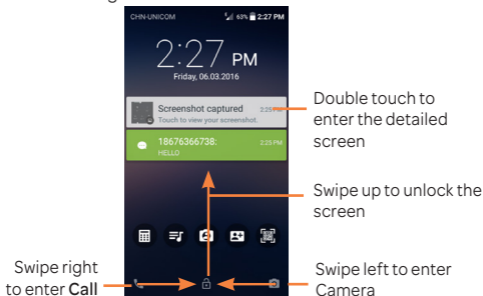 CHN-UNICOM 63% 2:27 PM
2:27 PM
Friday, 06.03.2016
Screenshot captured 2:25 PM
Touch to view your screenshot.
18676366738: 2:25 PM
HELLO
Double touch to
enter the detailed
screen
Swipe up to unlock the
screen
Swipe right
to enter Call
Swipe left to enter
Camera